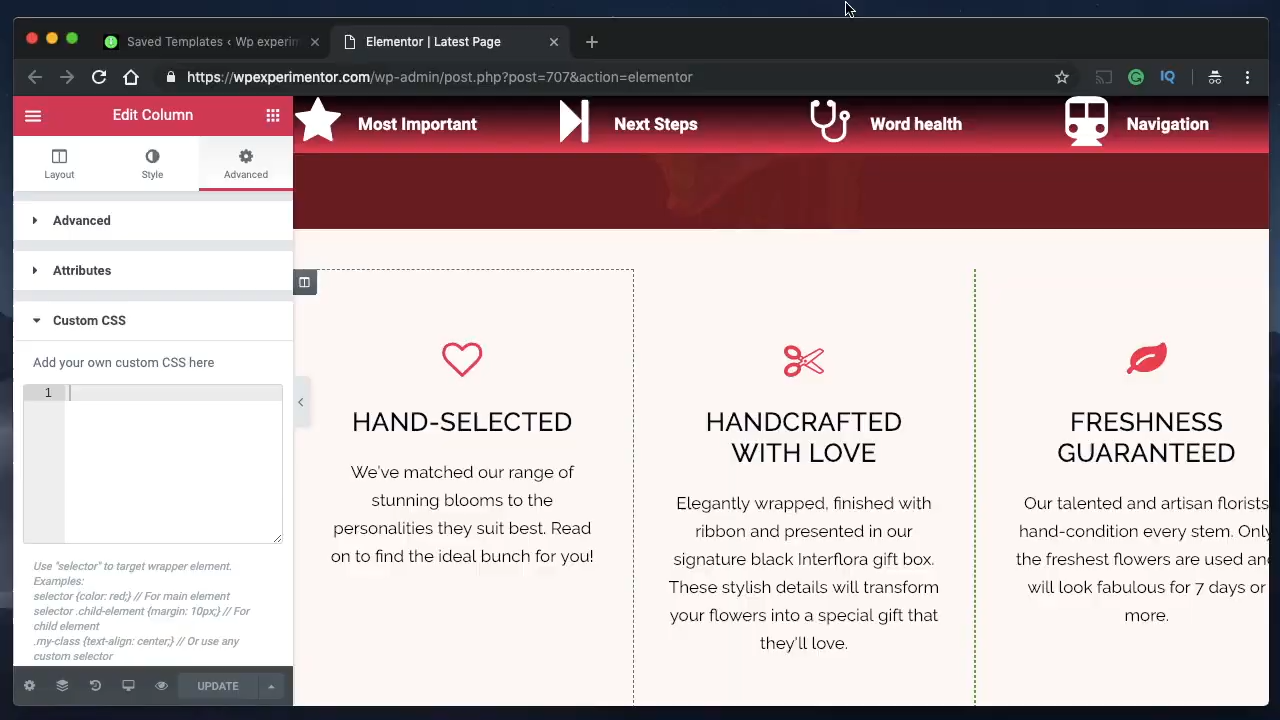 Saved Templates ‹ Wp experim
Elementor | Latest Page
https://wpexperimentor.com/wp-admin/post.php?post=707&action=elementor
IQ
Edit Column
Layout
Style
Advanced
Advanced
Attributes
Custom CSS
Add your own custom CSS here
1
Use "selector" to target wrapper element.
Examples:
selector {color: red;} // For main element
selector .child-element {margin: 10px;} // For
child element
.my-class {text-align: center;} // Or use any
custom selector
UPDATE
Most Important
Next Steps
Word health
Navigation
HAND-SELECTED
We've matched our range of
stunning blooms to the
personalities they suit best. Read
on to find the ideal bunch for you!
HANDCRAFTED
WITH LOVE
Elegantly wrapped, finished with
ribbon and presented in our
signature black Interflora gift box.
These stylish details will transform
your flowers into a special gift that
they'll love.
FRESHNESS
GUARANTEED
Our talented and artisan florists
hand-condition every stem. Only
the freshest flowers are used and
will look fabulous for 7 days or
more.